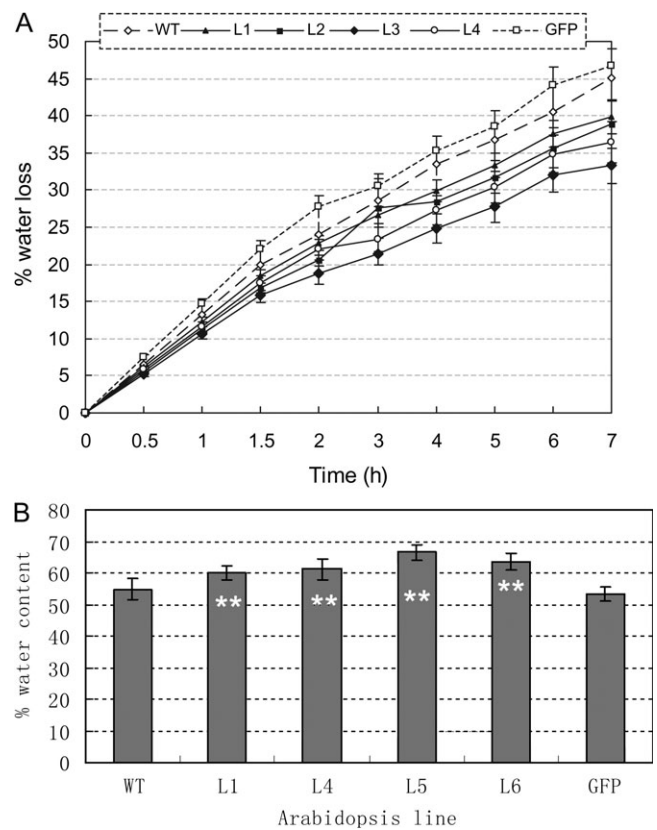 A
WT L1 L2 L3 L4 GFP
50
45
40
35
30
25
20
15
10
5
0
% water loss
0 0.5 1 1.5 2 3 4 5 6 7
Time (h)
B
80
70
60
50
40
30
20
10
0
% water content
** ** ** **
WT L1 L4 L5 L6 GFP
Arabidopsis line